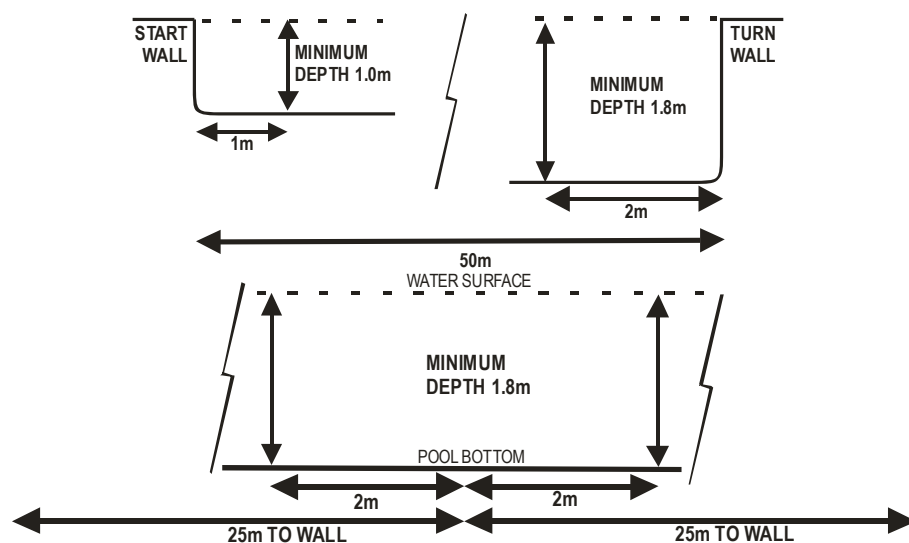 START
WALL
MINIMUM
DEPTH 1.0m
1m
TURN
WALL
MINIMUM
DEPTH 1.8m
2m
50m
WATER SURFACE
MINIMUM
DEPTH 1.8m
POOL BOTTOM
2m
2m
25m TO WALL
25m TO WALL